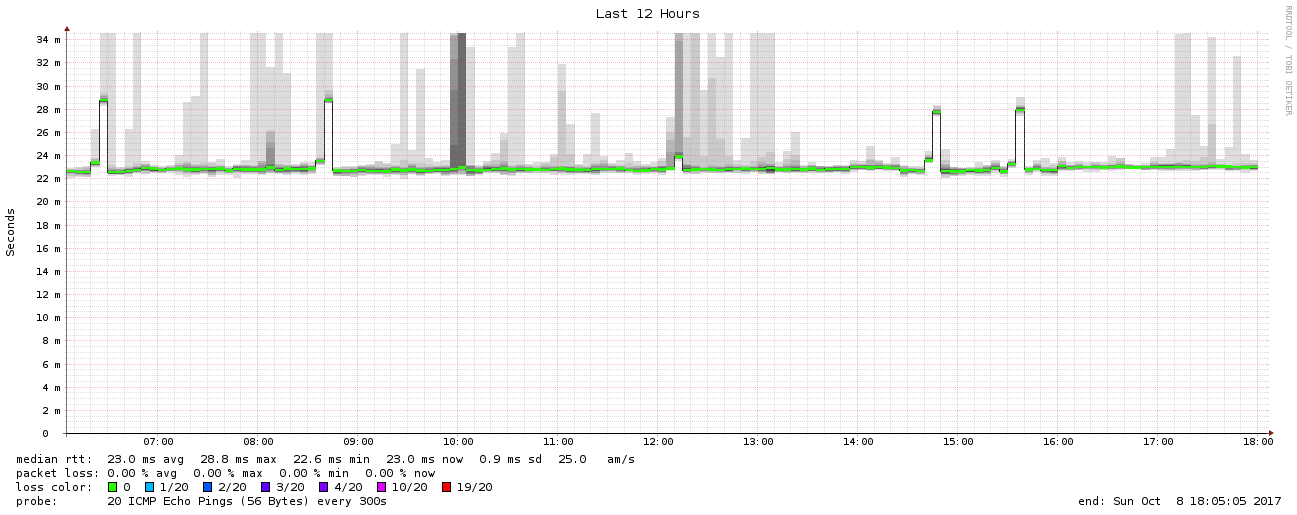 Last 12 Hours
RRDTOOL / TOBI OETIKER
Seconds
34 m
32 m
30 m
28 m
26 m
24 m
22 m
20 m
18 m
16 m
14 m
12 m
10 m
8 m
6 m
4 m
2 m
0
07:00 08:00 09:00 10:00 11:00 12:00 13:00 14:00 15:00 16:00 17:00 18:00
median rtt: 23.0 ms avg 28.8 ms max 22.6 ms min 23.0 ms now 0.9 ms sd 25.0 am/s
packet loss: 0.00 % avg 0.00 % max 0.00 % min 0.00 % now
loss color: 0 1/20 2/20 3/20 4/20 10/20 19/20
probe: 20 ICMP Echo Pings (56 Bytes) every 300s end: Sun Oct 8 18:05:05 2017